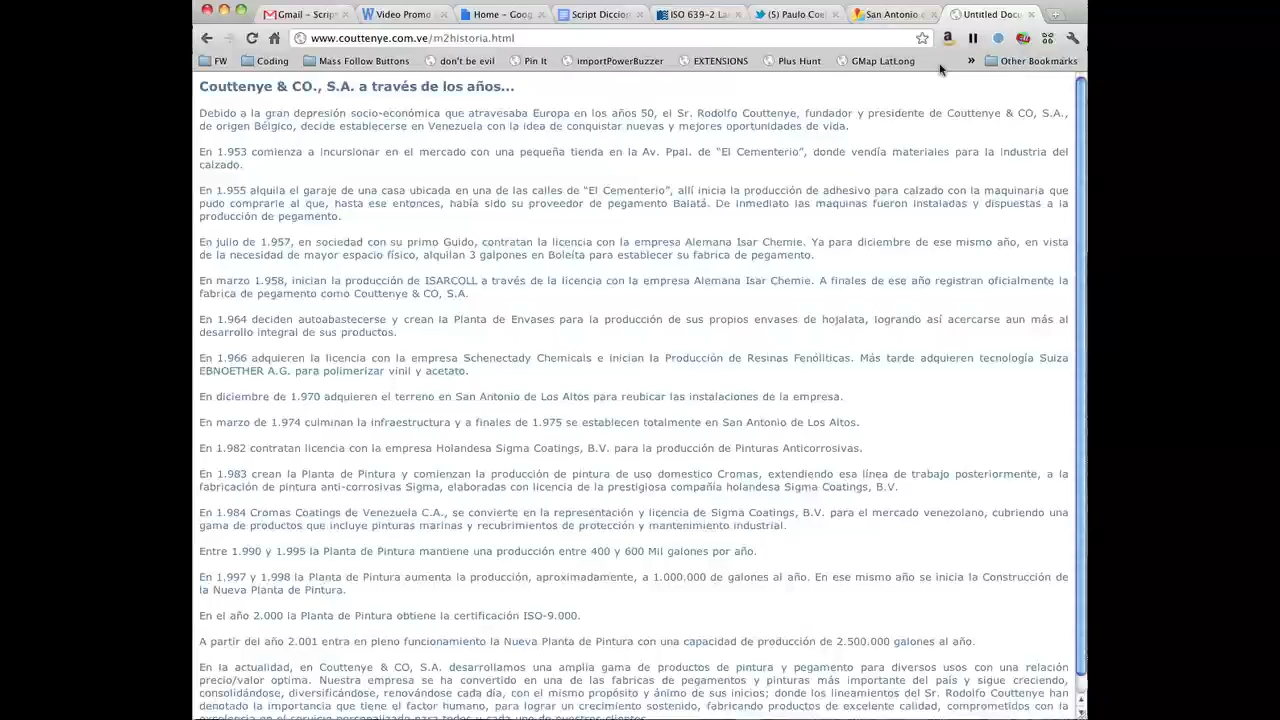 Gmail – Scrip
Video Promo
Home – Goog
Script Diccion
ISO 639-2 La
(5) Paulo Coel
San Antonio d
Untitled Docu
www.couttenye.com.ve/m2historia.html
FW
Coding
Mass Follow Buttons
don't be evil
Pin It
importPowerBuzzer
EXTENSIONS
Plus Hunt
GMap LatLong
»
Other Bookmarks
Couttenye & CO., S.A. a través de los años...
Debido a la gran depresión socio-económica que atravesaba Europa en los años 50, el Sr. Rodolfo Couttenye, fundador y presidente de Couttenye & CO, S.A.,
de origen Bélgico, decide establecerse en Venezuela con la idea de conquistar nuevas y mejores oportunidades de vida.
En 1.953 comienza a incursionar en el mercado con una pequeña tienda en la Av. Ppal. de “El Cementerio”, donde vendía materiales para la industria del
calzado.
En 1.955 alquila el garaje de una casa ubicada en una de las calles de “El Cementerio”, allí inicia la producción de adhesivo para calzado con la maquinaria que
pudo comprarle al que, hasta ese entonces, había sido su proveedor de pegamento Balatá. De inmediato las maquinas fueron instaladas y dispuestas a la
producción de pegamento.
En julio de 1.957, en sociedad con su primo Guido, contratan la licencia con la empresa Alemana Isar Chemie. Ya para diciembre de ese mismo año, en vista
de la necesidad de mayor espacio físico, alquilan 3 galpones en Boleíta para establecer su fabrica de pegamento.
En marzo 1.958, inician la producción de ISARCOLL a través de la licencia con la empresa Alemana Isar Chemie. A finales de ese año registran oficialmente la
fabrica de pegamento como Couttenye & CO, S.A.
En 1.964 deciden autoabastecerse y crean la Planta de Envases para la producción de sus propios envases de hojalata, logrando así acercarse aun más al
desarrollo integral de sus productos.
En 1.966 adquieren la licencia con la empresa Schenectady Chemicals e inician la Producción de Resinas Fenóliticas. Más tarde adquieren tecnología Suiza
EBNOETHER A.G. para polimerizar vinil y acetato.
En diciembre de 1.970 adquieren el terreno en San Antonio de Los Altos para reubicar las instalaciones de la empresa.
En marzo de 1.974 culminan la infraestructura y a finales de 1.975 se establecen totalmente en San Antonio de Los Altos.
En 1.982 contratan licencia con la empresa Holandesa Sigma Coatings, B.V. para la producción de Pinturas Anticorrosivas.
En 1.983 crean la Planta de Pintura y comienzan la producción de pintura de uso domestico Cromas, extendiendo esa línea de trabajo posteriormente, a la
fabricación de pintura anti-corrosivas Sigma, elaboradas con licencia de la prestigiosa compañía holandesa Sigma Coatings, B.V.
En 1.984 Cromas Coatings de Venezuela C.A., se convierte en la representación y licencia de Sigma Coatings, B.V. para el mercado venezolano, cubriendo una
gama de productos que incluye pinturas marinas y recubrimientos de protección y mantenimiento industrial.
Entre 1.990 y 1.995 la Planta de Pintura mantiene una producción entre 400 y 600 Mil galones por año.
En 1.997 y 1.998 la Planta de Pintura aumenta la producción, aproximadamente, a 1.000.000 de galones al año. En ese mismo año se inicia la Construcción de
la Nueva Planta de Pintura.
En el año 2.000 la Planta de Pintura obtiene la certificación ISO-9.000.
A partir del año 2.001 entra en pleno funcionamiento la Nueva Planta de Pintura con una capacidad de producción de 2.500.000 galones al año.
En la actualidad, en Couttenye & CO, S.A. desarrollamos una amplia gama de productos de pintura y pegamento para diversos usos con una relación
precio/valor optima. Nuestra empresa se ha convertido en una de las fabricas de pegamentos y pinturas más importante del país y sigue creciendo,
consolidándose, diversificándose, renovándose cada día, con el mismo propósito y ánimo de sus inicios; donde los lineamientos del Sr. Rodolfo Couttenye han
denotado la importancia que tiene el factor humano, para lograr un crecimiento sostenido, fabricando productos de excelente calidad, comprometidos con la
excelencia en el servicio personalizado para todos y cada uno de nuestros clientes.